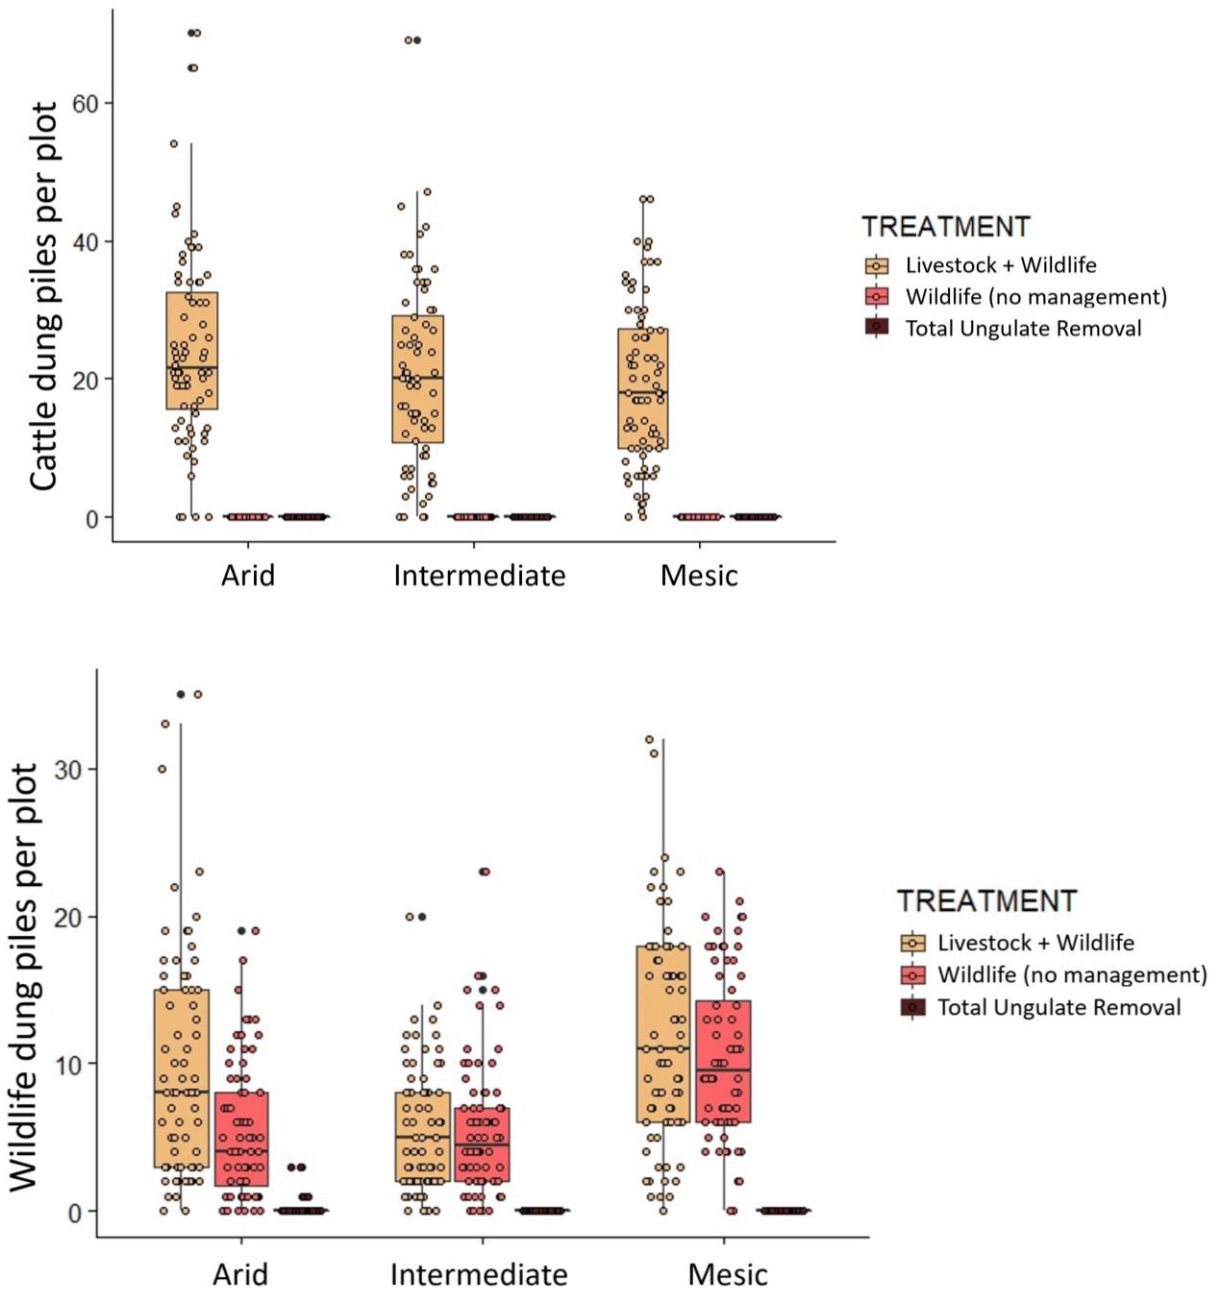 Cattle dung piles per plot
60
40
20
0
Arid
Intermediate
Mesic
TREATMENT
Livestock + Wildlife
Wildlife (no management)
Total Ungulate Removal
Wildlife dung piles per plot
30
20
10
0
Arid
Intermediate
Mesic
TREATMENT
Livestock + Wildlife
Wildlife (no management)
Total Ungulate Removal